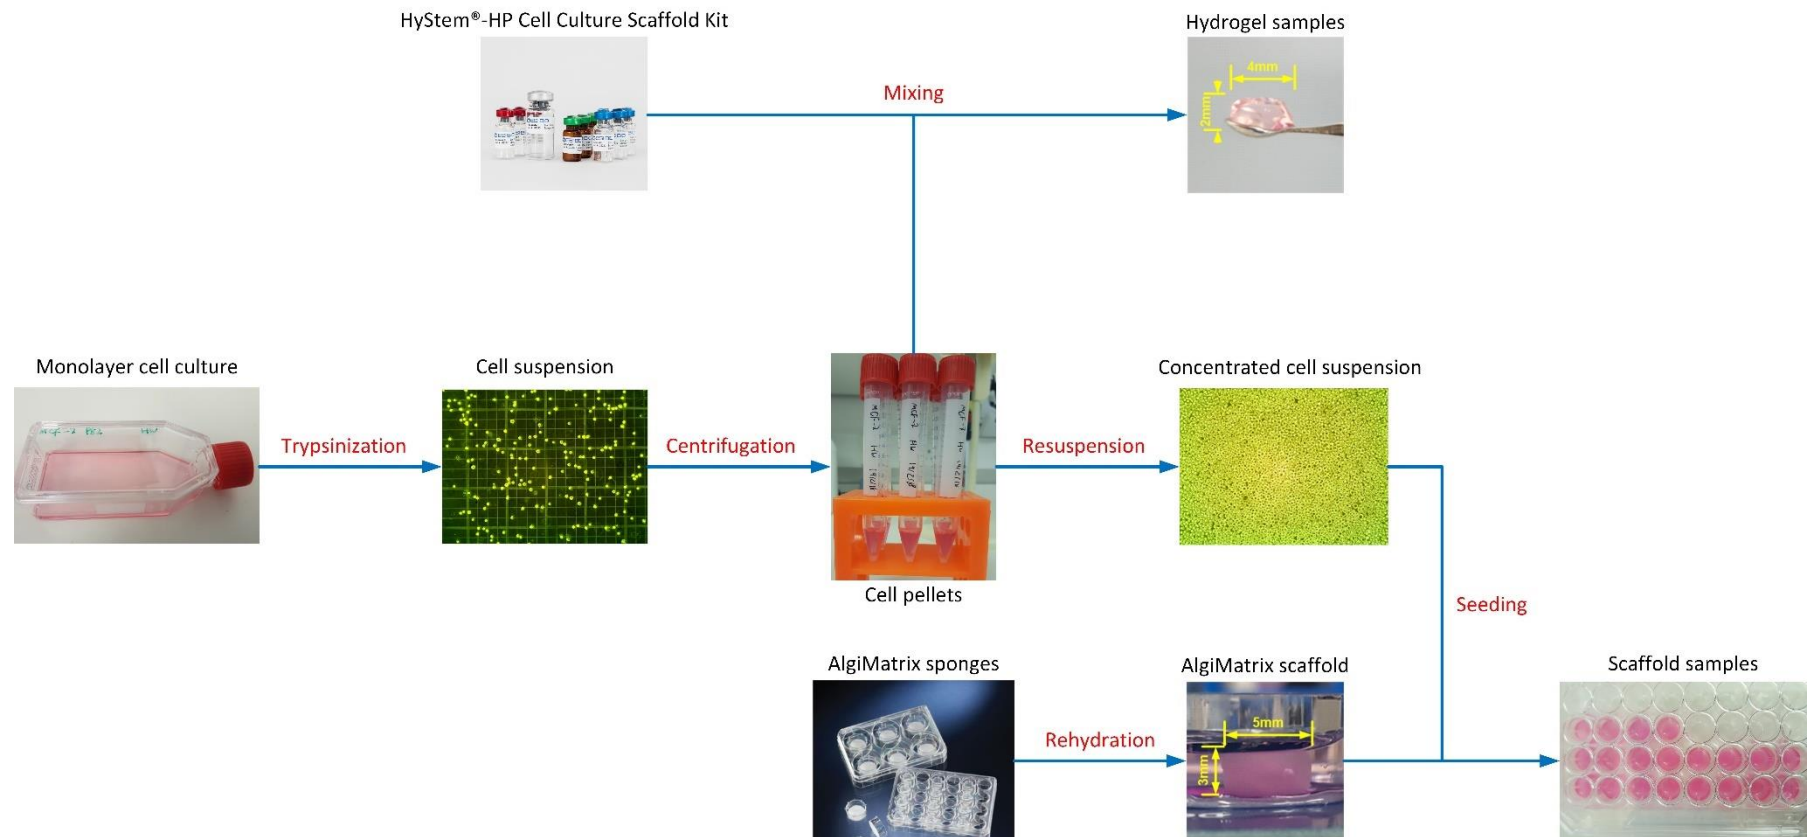 HyStem®-HP Cell Culture Scaffold Kit
Hydrogel samples
4mm
2mm
Mixing
Monolayer cell culture
Cell suspension
Concentrated cell suspension
Trypsinization
Centrifugation
Resuspension
Cell pellets
Seeding
AlgiMatrix sponges
AlgiMatrix scaffold
Scaffold samples
5mm
3mm
Rehydration